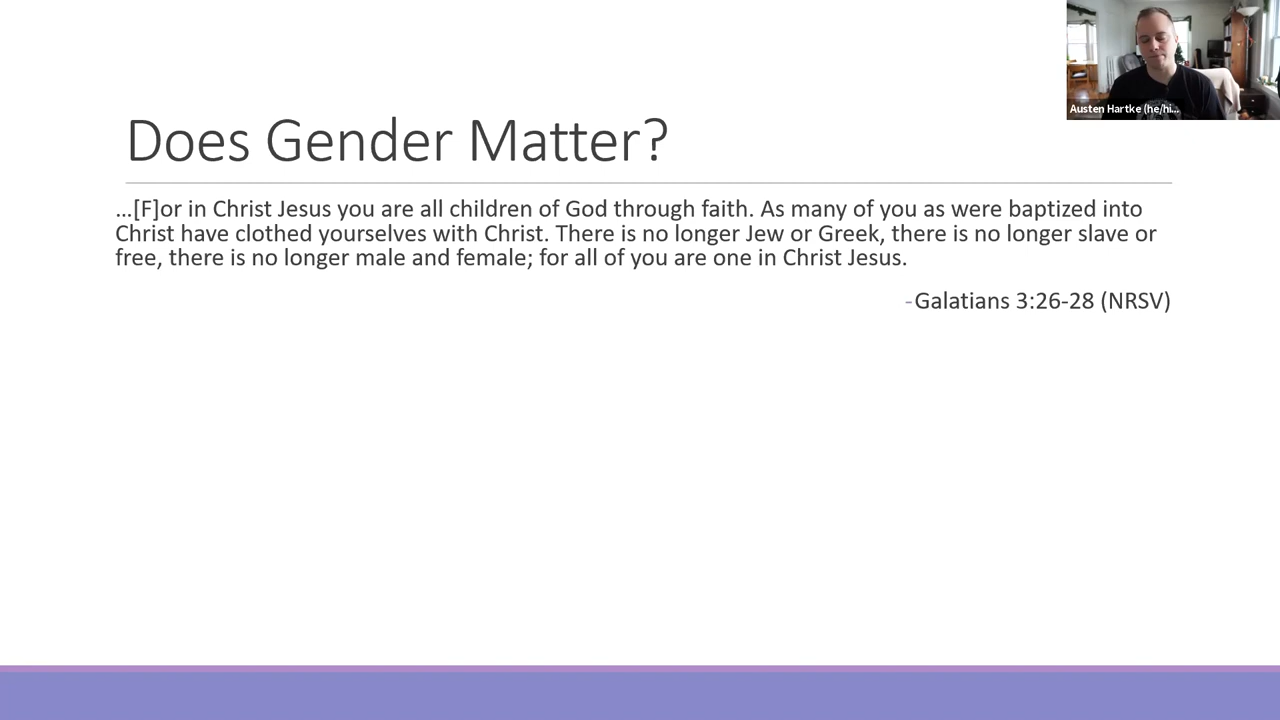 Austen Hartke (he/hi...
Does Gender Matter?
...[F]or in Christ Jesus you are all children of God through faith. As many of you as were baptized into
Christ have clothed yourselves with Christ. There is no longer Jew or Greek, there is no longer slave or
free, there is no longer male and female; for all of you are one in Christ Jesus.
-Galatians 3:26-28 (NRSV)